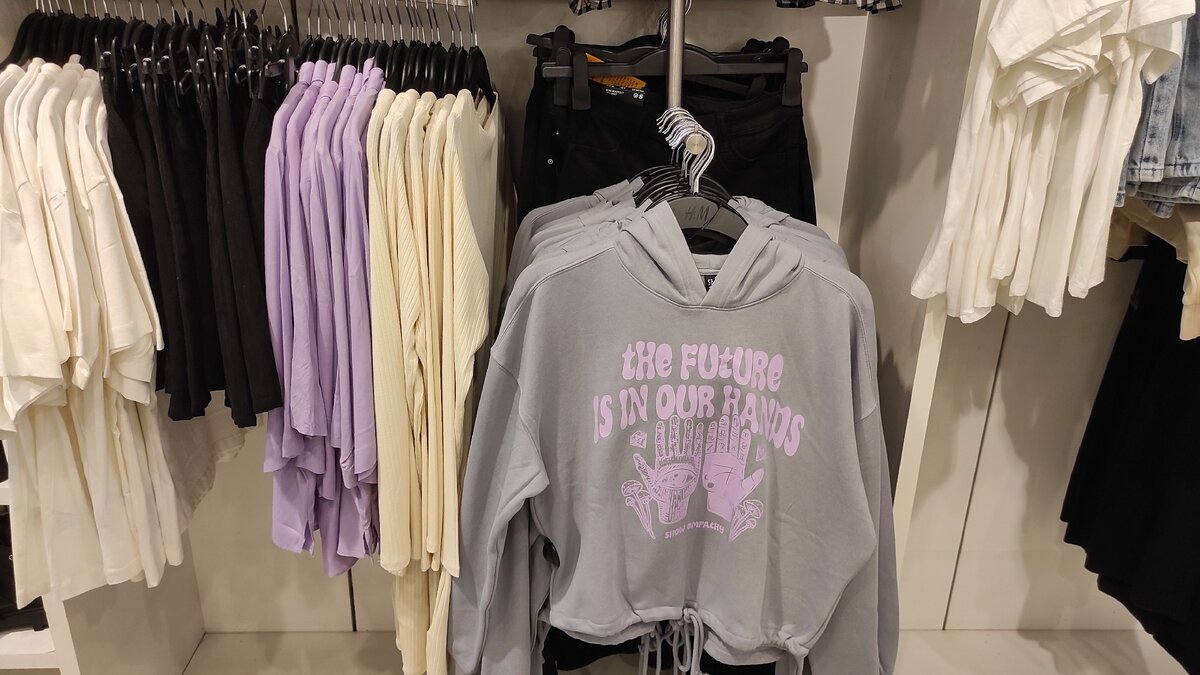 H&M
tHe FUtURe
IS IN OUR HANDS
SHOW EMPAtHY